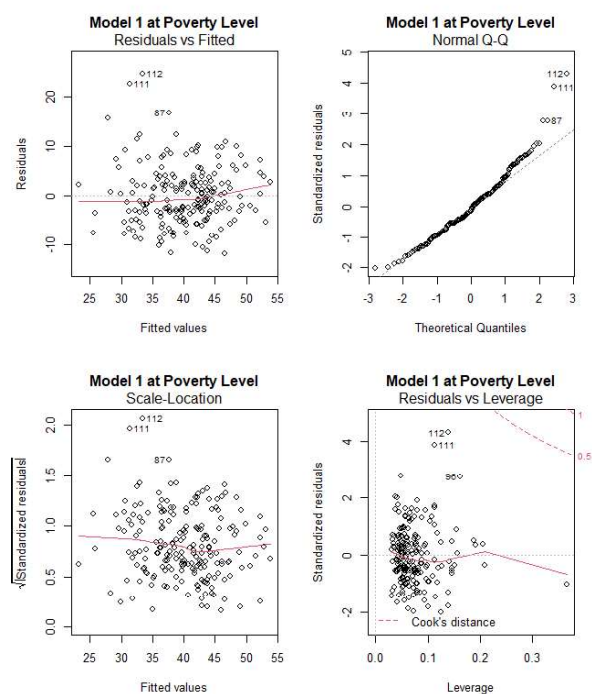 Model 1 at Poverty Level
Residuals vs Fitted
Residuals
20
10
0
-10
112
111
87
25 30 35 40 45 50 55
Fitted values
Model 1 at Poverty Level
Normal Q-Q
Standardized residuals
5
4
3
2
1
0
-1
-2
112
111
87
-3 -2 -1 0 1 2 3
Theoretical Quantiles
Model 1 at Poverty Level
Scale-Location
√|Standardized residuals|
2.0
1.5
1.0
0.5
0.0
112
111
87
25 30 35 40 45 50 55
Fitted values
Model 1 at Poverty Level
Residuals vs Leverage
Standardized residuals
4
2
0
-2
112
111
1
0.5
Cook's distance
0.0 0.1 0.2 0.3
Leverage